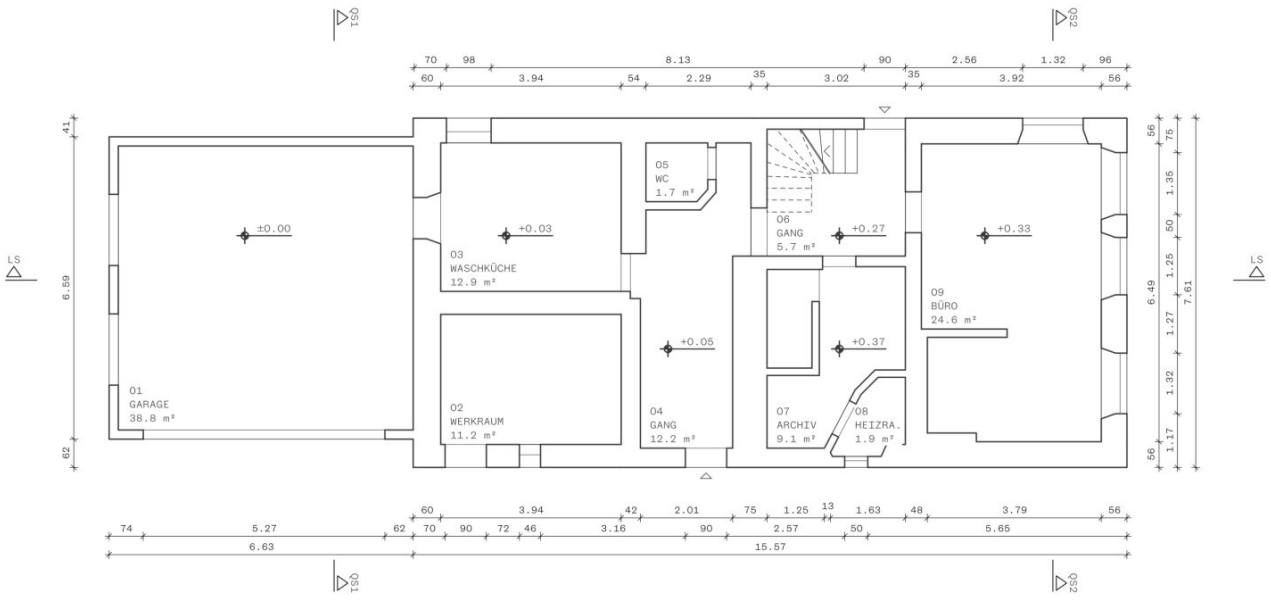 QS1
QS2
70 98 8.13 90 2.56 1.32 96
60 3.94 54 2.29 35 3.02 35 3.92 56
41
6.59
62
LS
LS
56
6.49
56
75
1.35
50
1.25
1.27
1.32
1.17
7.61
±0.00
+0.03
+0.27
+0.33
+0.05
+0.37
01
GARAGE
38.8 m²
02
WERKRAUM
11.2 m²
03
WASCHKÜCHE
12.9 m²
04
GANG
12.2 m²
05
WC
1.7 m²
06
GANG
5.7 m²
07
ARCHIV
9.1 m²
08
HEIZRA.
1.9 m²
09
BÜRO
24.6 m²
60 3.94 42 2.01 75 1.25 13 1.63 48 3.79 56
74 5.27 62 70 90 72 46 3.16 90 2.57 50 5.65
6.63 15.57
QS1
QS2